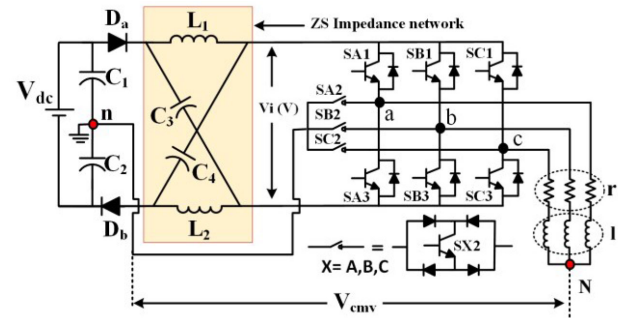 Da
L1
ZS Impedance network
SA1
SB1
SC1
Vdc
C1
n
C2
C3
C4
Vi (V)
SA2
SB2
SC2
a
b
c
SA3
SB3
SC3
Db
L2
=
SX2
X= A,B,C
r
l
N
Vcmv